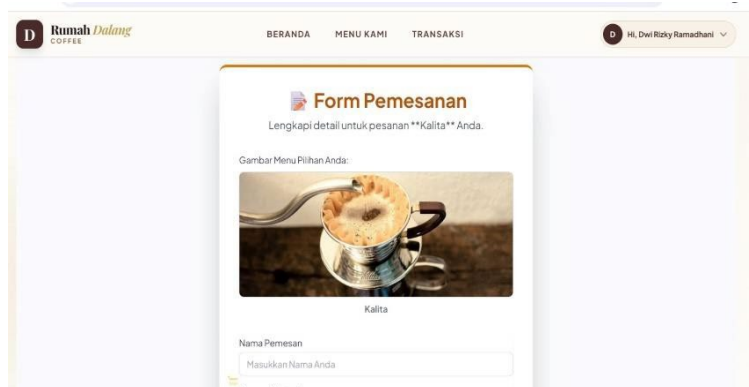 D
Rumah Dalang
COFFEE
BERANDA MENU KAMI TRANSAKSI
D Hi, Dwi Rizky Ramadhani
Form Pemesanan
Lengkapi detail untuk pesanan **Kalita** Anda.
Gambar Menu Pilihan Anda:
Kalita
Nama Pemesan
Masukkan Nama Anda